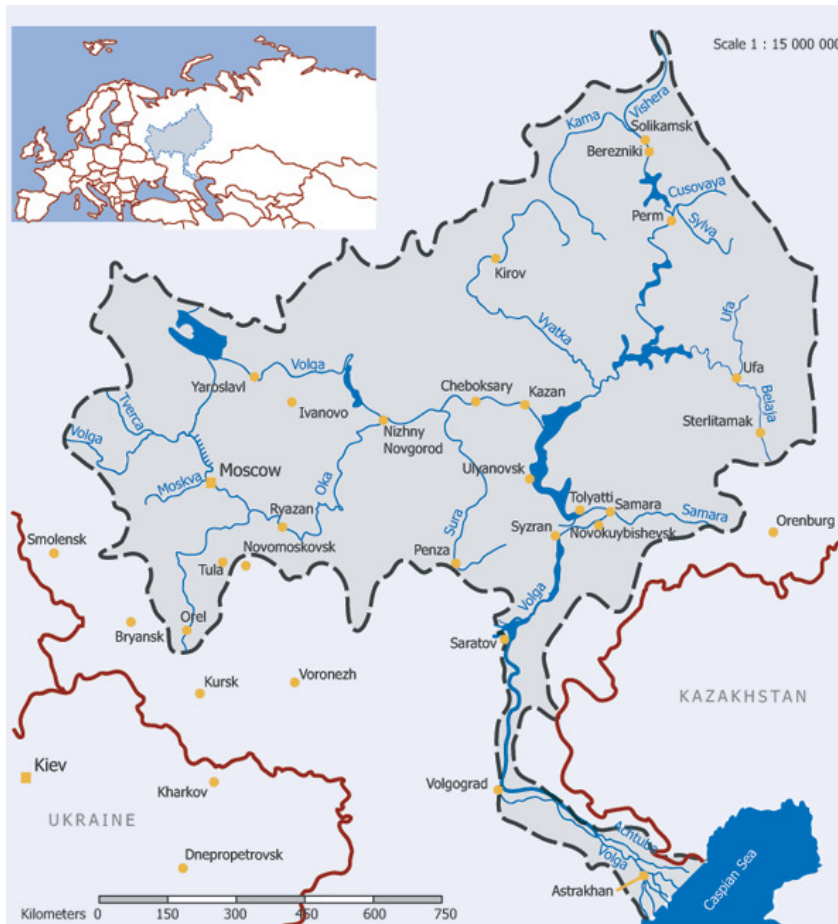 Scale 1 : 15 000 000
Vishera
Kama
Solikamsk
Berezniki
Cusovaya
Perm
Sylva
Kirov
Vyatka
Ufa
Volga
Yaroslavl
Cheboksary
Kazan
Ufa
Ivanovo
Tverca
Belaja
Nizhny
Novgorod
Sterlitamak
Volga
Moscow
Moskva
Oka
Ulyanovsk
Tolyatti
Samara
Samara
Ryazan
Sura
Syzran
Novokuybishevsk
Orenburg
Smolensk
Novomoskovsk
Penza
Tula
Volga
Orel
Bryansk
Saratov
Voronezh
Kursk
KAZAKHSTAN
Kiev
Kharkov
Volgograd
UKRAINE
Achtuba
Volga
Dnepropetrovsk
Astrakhan
Caspian Sea
Kilometers
0 150 300 450 600 750